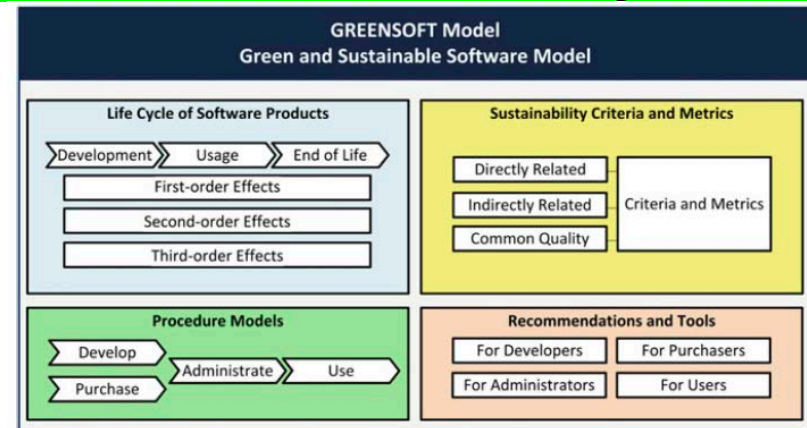 GREENSOFT Model
Green and Sustainable Software Model
Life Cycle of Software Products
Development
Usage
End of Life
First-order Effects
Second-order Effects
Third-order Effects
Sustainability Criteria and Metrics
Directly Related
Indirectly Related
Common Quality
Criteria and Metrics
Procedure Models
Develop
Purchase
Administrate
Use
Recommendations and Tools
For Developers
For Purchasers
For Administrators
For Users